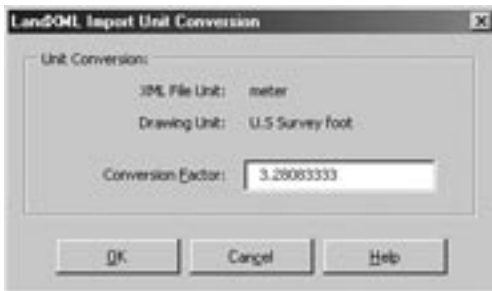 LandXML Import Unit Conversion
Unit Conversion:
XML File Unit: meter
Drawing Unit: U.S Survey foot
Conversion Factor: 3.28083333
OK Cancel Help